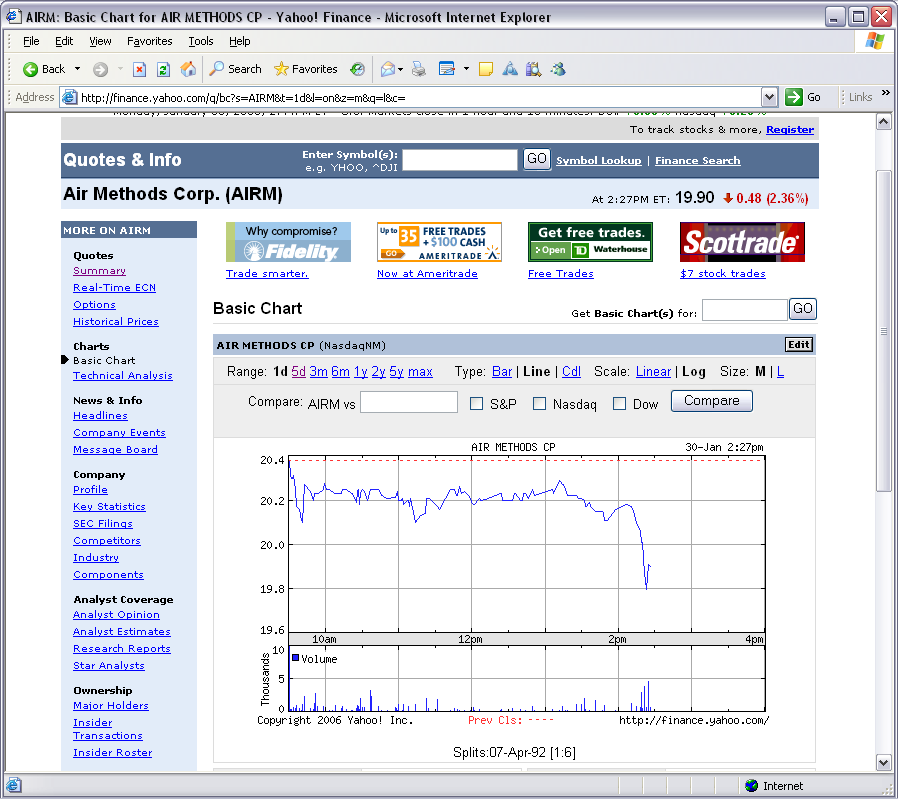 AIRM: Basic Chart for AIR METHODS CP - Yahoo! Finance - Microsoft Internet Explorer
File Edit View Favorites Tools Help
Back Search Favorites
Address http://finance.yahoo.com/q/bc?s=AIRM&t=1d&l=on&z=m&q=l&c= Go Links »
To track stocks & more, Register
Quotes & Info
Enter Symbol(s):
e.g. YHOO, ^DJI
GO Symbol Lookup | Finance Search
Air Methods Corp. (AIRM)
At 2:27PM ET: 19.90 0.48 (2.36%)
MORE ON AIRM
Quotes
Summary
Real-Time ECN
Options
Historical Prices
Charts
Basic Chart
Technical Analysis
News & Info
Headlines
Company Events
Message Board
Company
Profile
Key Statistics
SEC Filings
Competitors
Industry
Components
Analyst Coverage
Analyst Opinion
Analyst Estimates
Research Reports
Star Analysts
Ownership
Major Holders
Insider
Transactions
Insider Roster
Why compromise?
Fidelity
Trade smarter.
Up to 35 FREE TRADES
+$100 CASH
GO AMERITRADE
Now at Ameritrade
Get free trades.
Open TD Waterhouse
Free Trades
Scottrade
$7 stock trades
Basic Chart
Get Basic Chart(s) for: GO
AIR METHODS CP (NasdaqNM) Edit
Range: 1d 5d 3m 6m 1y 2y 5y max Type: Bar | Line | Cdl Scale: Linear | Log Size: M | L
Compare: AIRM vs S&P Nasdaq Dow Compare
AIR METHODS CP 30-Jan 2:27pm
20.4
20.2
20.0
19.8
19.6
10am 12pm 2pm 4pm
10
5
0
Thousands
Volume
Copyright 2006 Yahoo! Inc. Prev Cls: ---- http://finance.yahoo.com/
Splits:07-Apr-92 [1:6]
Internet